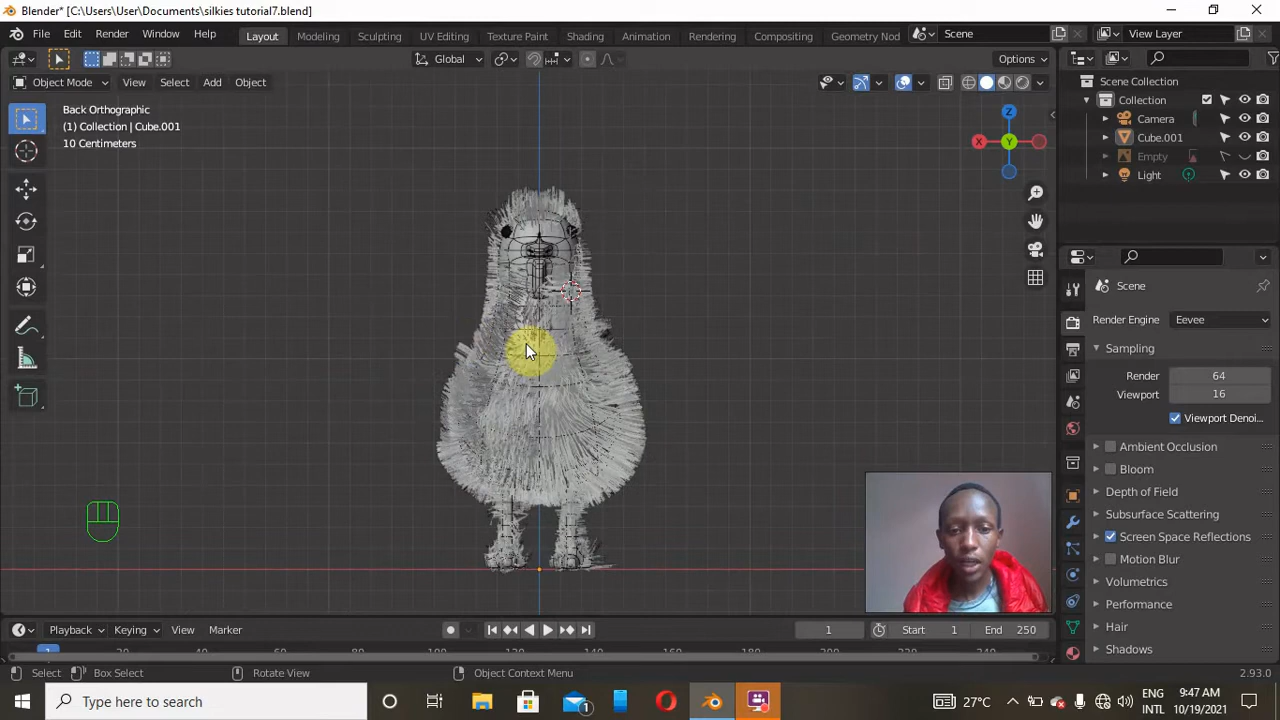 Blender* [C:\Users\User\Documents\silkies tutorial7.blend]
File Edit Render Window Help
Layout Modeling Sculpting UV Editing Texture Paint Shading Animation Rendering Compositing Geometry Nod
Scene
View Layer
Global
Options
Object Mode View Select Add Object
Back Orthographic
(1) Collection | Cube.001
10 Centimeters
Z
X
Y
Scene Collection
Collection
Camera
Cube.001
Empty
Light
Scene
Render Engine Eevee
Sampling
Render 64
Viewport 16
Viewport Denoi...
Ambient Occlusion
Bloom
Depth of Field
Subsurface Scattering
Screen Space Reflections
Motion Blur
Volumetrics
Performance
Hair
Shadows
Playback Keying View Marker
1
Start 1
End 250
Select Box Select Rotate View Object Context Menu
2.93.0
Type here to search
1
27°C
ENG
INTL
9:47 AM
10/19/2021